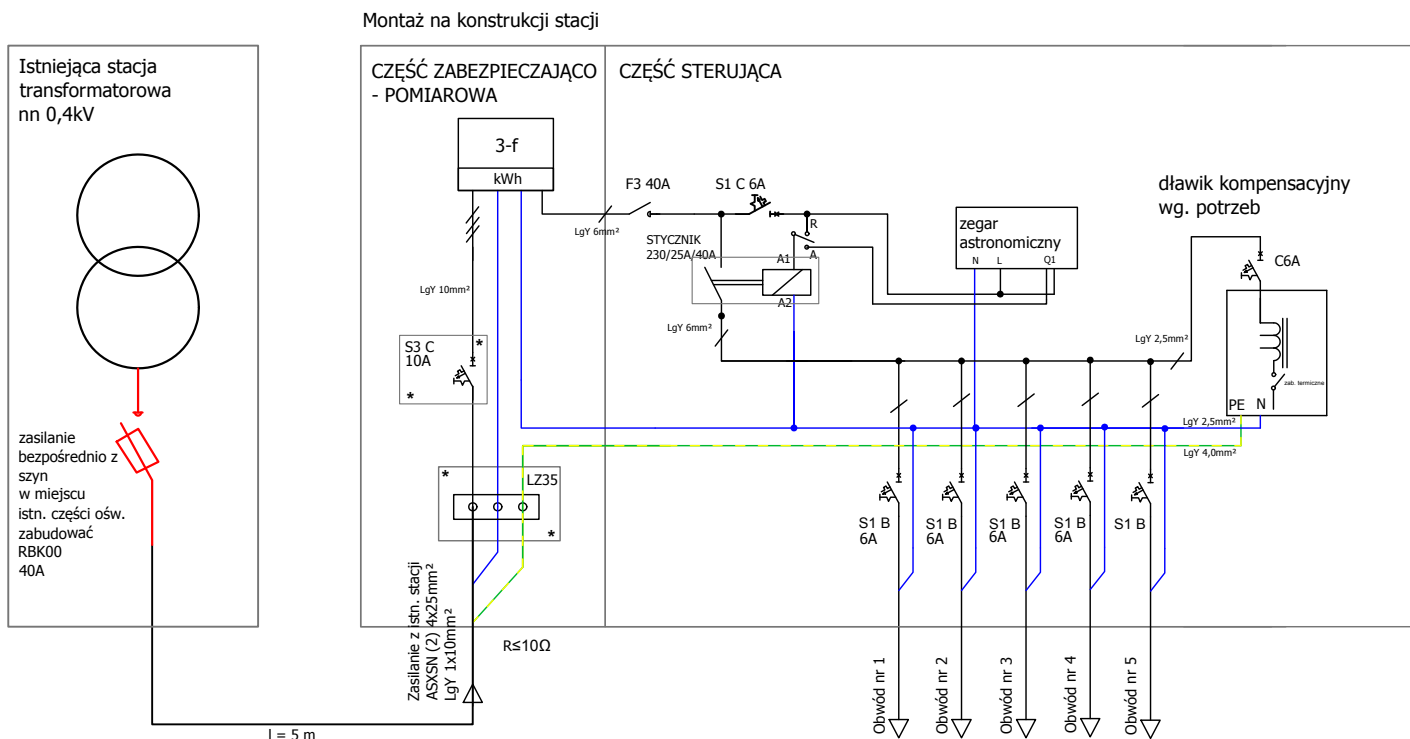 Montaż na konstrukcji stacji
Istniejąca stacja
transformatorowa
nn 0,4kV
zasilanie
bezpośrednio z
szyn
w miejscu
istn. części ośw.
zabudować
RBK00
40A
l = 5 m
CZĘŚĆ ZABEZPIECZAJĄCO
- POMIAROWA
3-f
kWh
LgY 10mm²
S3 C
10A
*
*
*
LZ35
*
Zasilanie z istn. stacji
ASXSN (2) 4x25mm²
LgY 1x10mm²
R≤10Ω
CZĘŚĆ STERUJĄCA
F3 40A
S1 C 6A
LgY 6mm²
STYCZNIK
230/25A/40A
R
A
A1
A2
LgY 6mm²
zegar
astronomiczny
N L Q1
dławik kompensacyjny
wg. potrzeb
C6A
LgY 2,5mm²
zab. termiczne
PE N
LgY 2,5mm²
LgY 4,0mm²
S1 B
6A
S1 B
6A
S1 B
6A
S1 B
6A
S1 B
Obwód nr 1
Obwód nr 2
Obwód nr 3
Obwód nr 4
Obwód nr 5